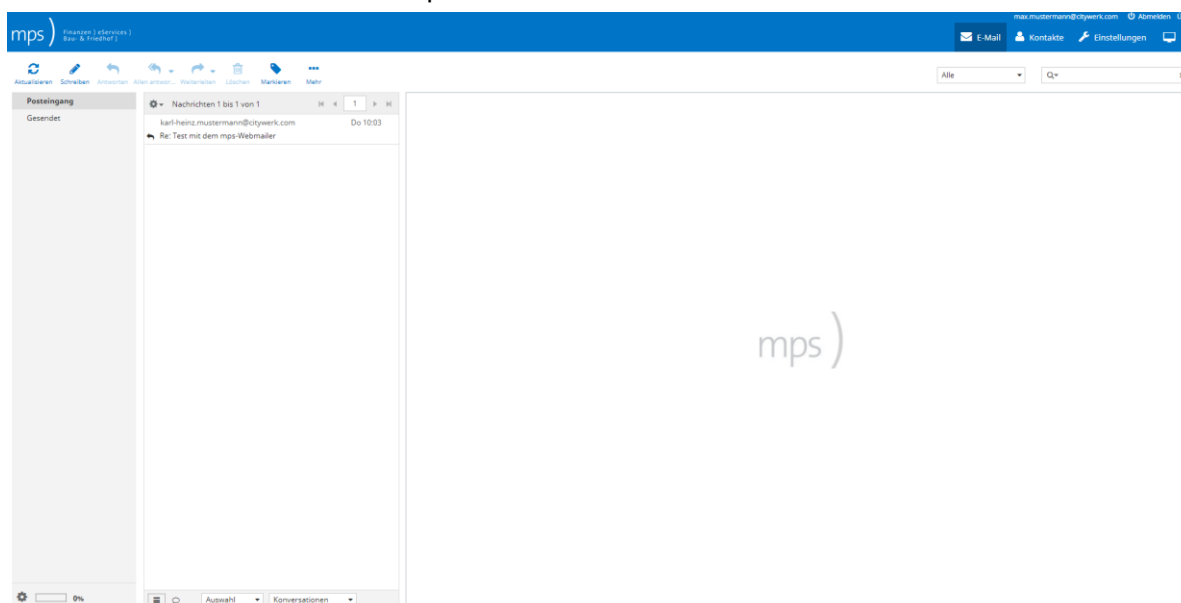 max.mustermann@citywerk.com Abmelden
mps) Finanzen ] eServices ]
Bau- & Friedhof ]
E-Mail Kontakte Einstellungen
Aktualisieren Schreiben Antworten Allen antwor... Weiterleiten Löschen Markieren Mehr
Alle
Posteingang
Gesendet
Nachrichten 1 bis 1 von 1 1
karl-heinz.mustermann@citywerk.com Do 10:03
Re: Test mit dem mps-Webmailer
mps)
0%
Auswahl Konversationen